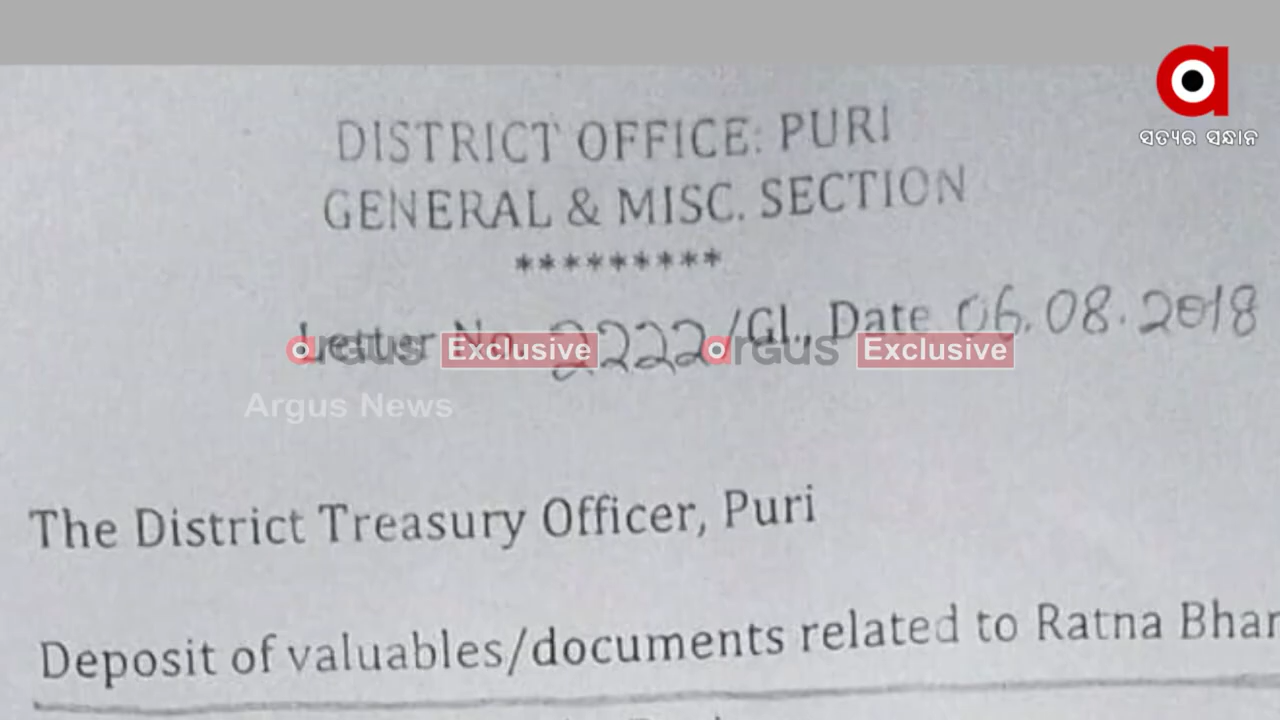 ସତ୍ୟର ସନ୍ଧାନ
DISTRICT OFFICE: PURI
GENERAL & MISC. SECTION
*********
Letter No. 2222/Gl., Date 06.08.2018
argus Exclusive argus Exclusive
Argus News
The District Treasury Officer, Puri
Deposit of valuables/documents related to Ratna Bhar